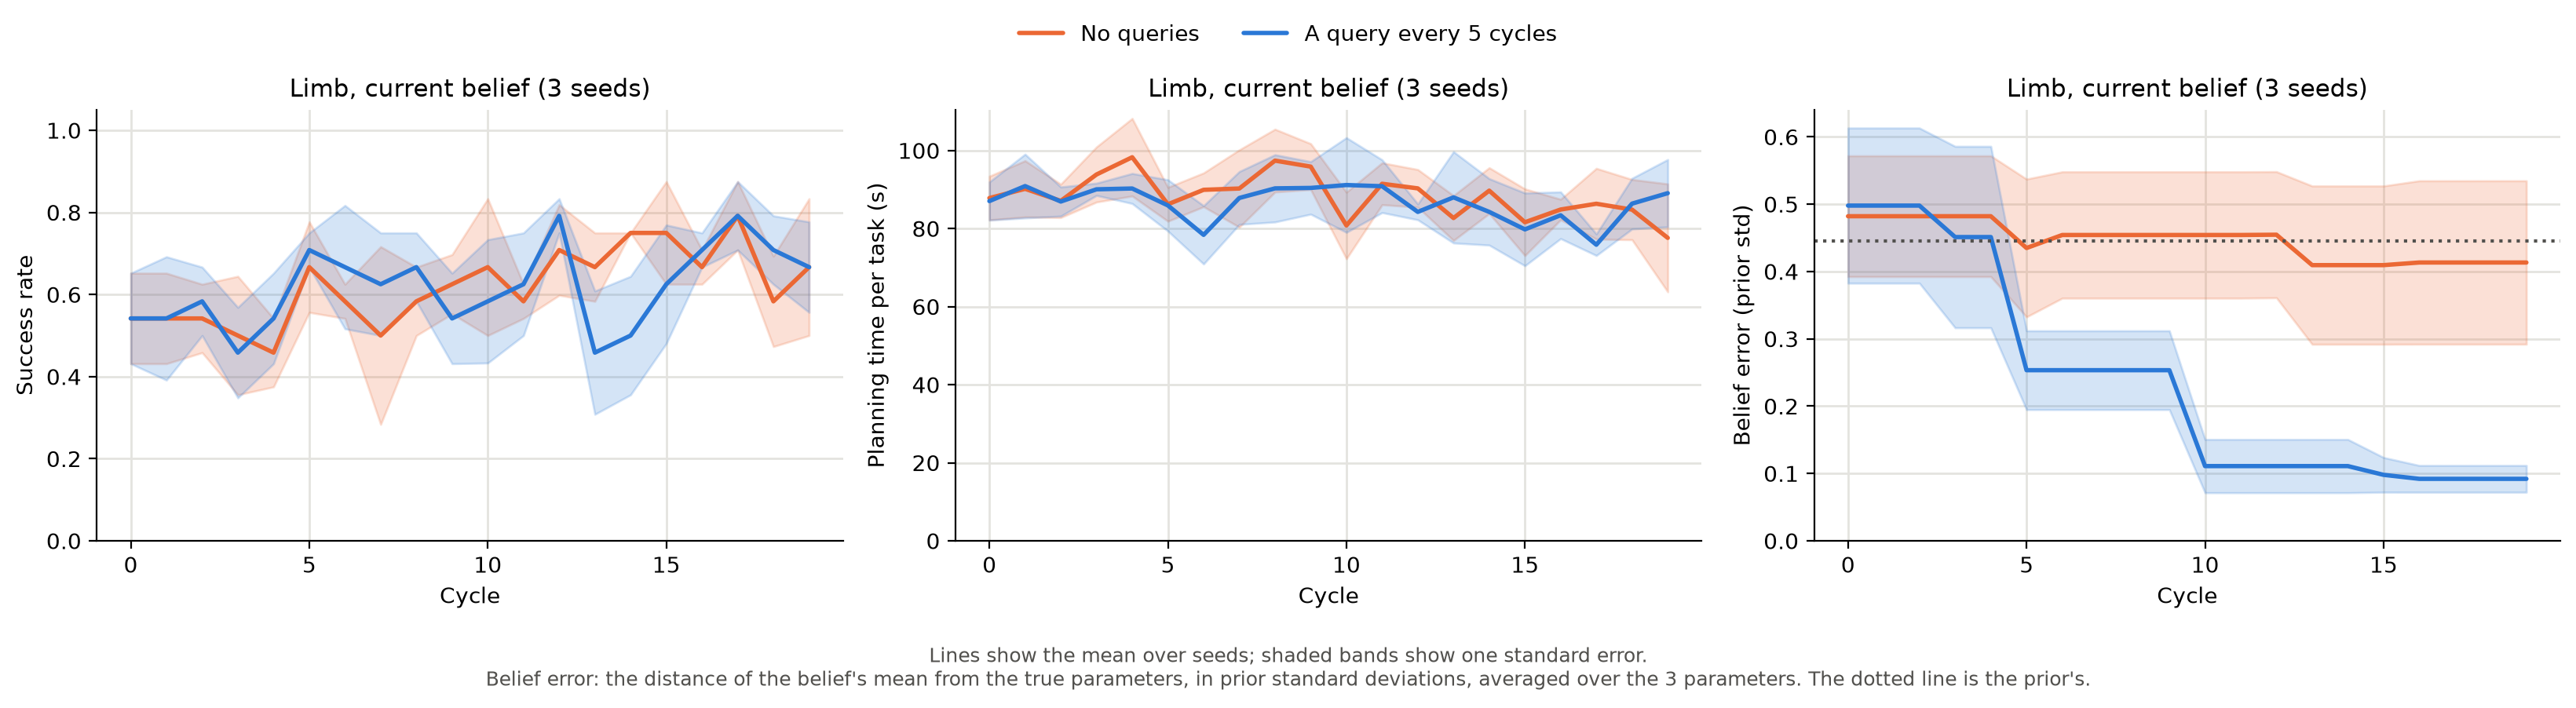 No queries
A query every 5 cycles
Limb, current belief (3 seeds)
Success rate
1.0
0.8
0.6
0.4
0.2
0.0
0
5
10
15
Cycle
Limb, current belief (3 seeds)
Planning time per task (s)
100
80
60
40
20
0
0
5
10
15
Cycle
Limb, current belief (3 seeds)
Belief error (prior std)
0.6
0.5
0.4
0.3
0.2
0.1
0.0
0
5
10
15
Cycle
Lines show the mean over seeds; shaded bands show one standard error.
Belief error: the distance of the belief's mean from the true parameters, in prior standard deviations, averaged over the 3 parameters. The dotted line is the prior's.